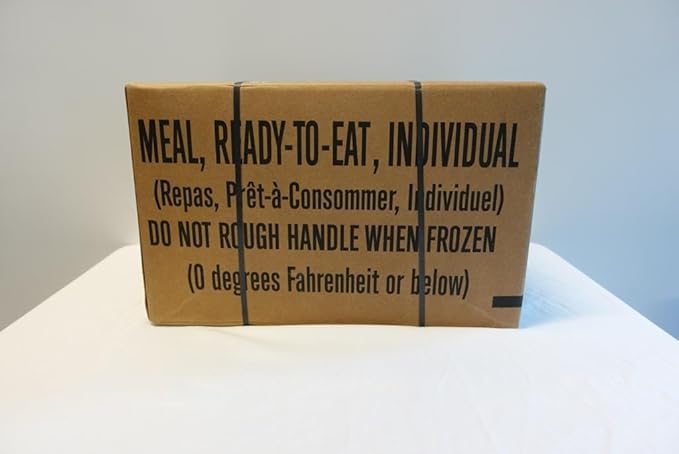 MEAL, READY-TO-EAT, INDIVIDUAL
(Repas, Prêt-à-Consommer, Individuel)
DO NOT ROUGH HANDLE WHEN FROZEN
(0 degrees Fahrenheit or below)